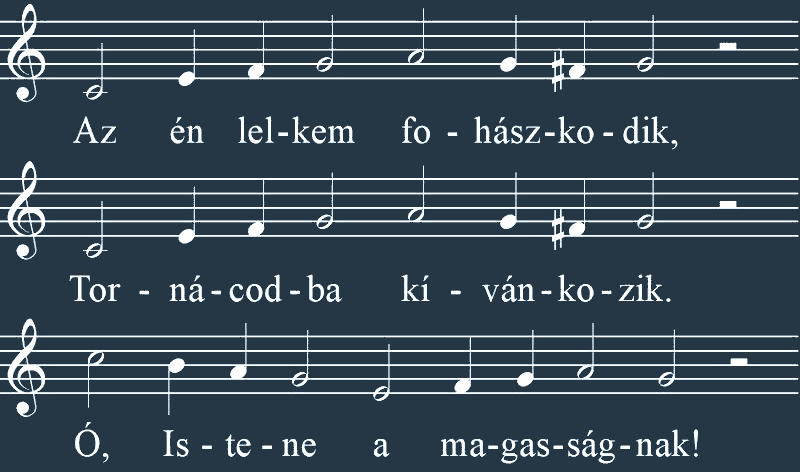 Az én lel-kem fo - hász-ko - dik,
Tor - ná-cod-ba kí - ván-ko-zik.
Ó, Is - te - ne a ma-gas-ság-nak!